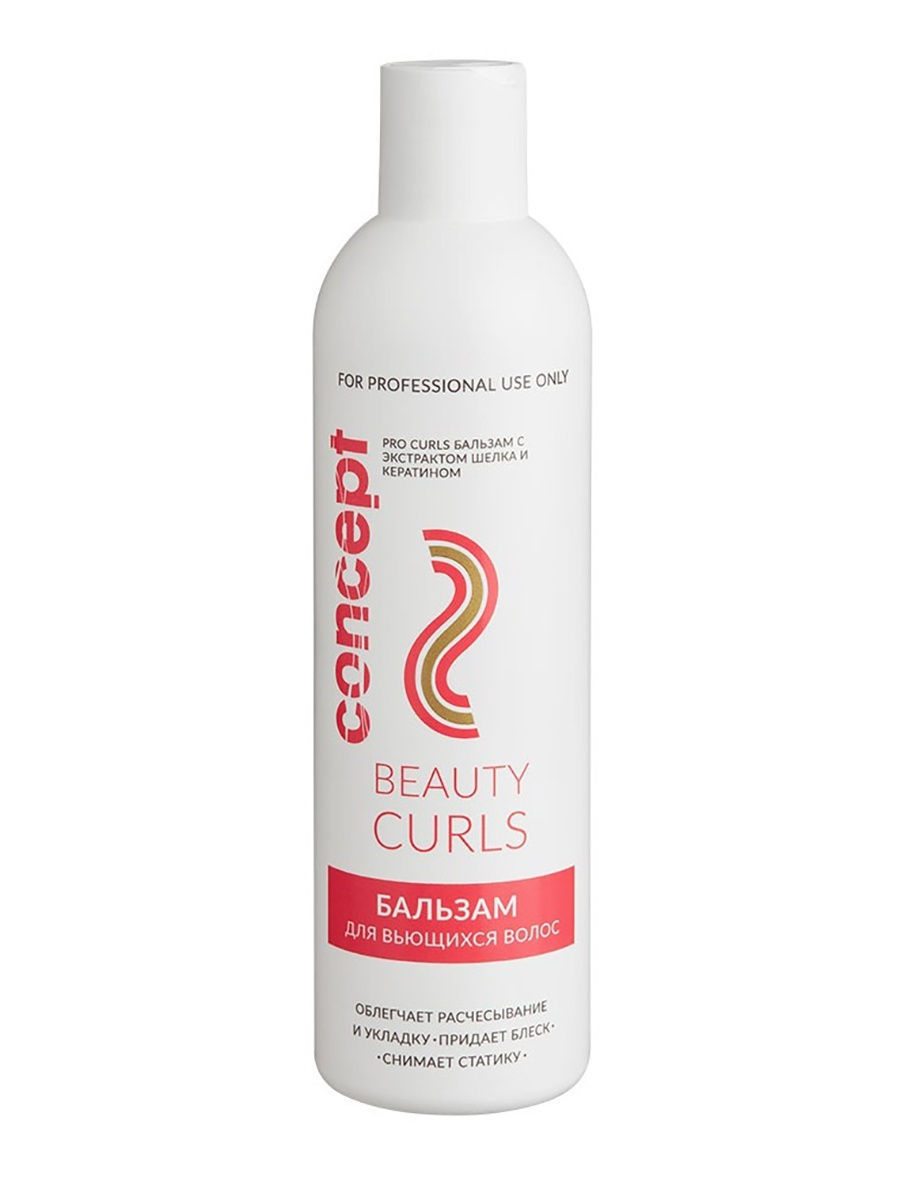 FOR PROFESSIONAL USE ONLY
concept
PRO CURLS БАЛЬЗАМ С
ЭКСТРАКТОМ ШЕЛКА И
КЕРАТИНОМ
BEAUTY
CURLS
БАЛЬЗАМ
ДЛЯ ВЬЮЩИХСЯ ВОЛОС
ОБЛЕГЧАЕТ РАСЧЕСЫВАНИЕ
И УКЛАДКУ·ПРИДАЕТ БЛЕСК·
·СНИМАЕТ СТАТИКУ·